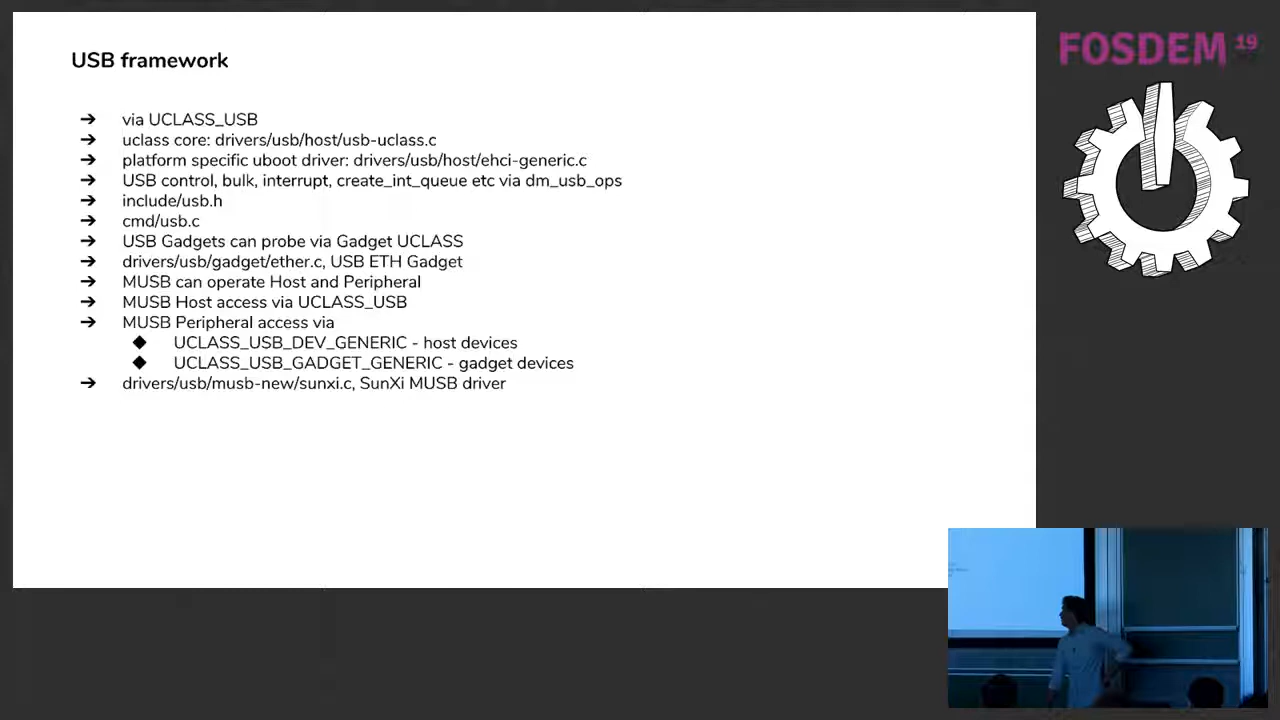 USB framework
➔ via UCLASS_USB
➔ uclass core: drivers/usb/host/usb-uclass.c
➔ platform specific uboot driver: drivers/usb/host/ehci-generic.c
➔ USB control, bulk, interrupt, create_int_queue etc via dm_usb_ops
➔ include/usb.h
➔ cmd/usb.c
➔ USB Gadgets can probe via Gadget UCLASS
➔ drivers/usb/gadget/ether.c, USB ETH Gadget
➔ MUSB can operate Host and Peripheral
➔ MUSB Host access via UCLASS_USB
➔ MUSB Peripheral access via
◆ UCLASS_USB_DEV_GENERIC - host devices
◆ UCLASS_USB_GADGET_GENERIC - gadget devices
➔ drivers/usb/musb-new/sunxi.c, SunXi MUSB driver
FOSDEM 19